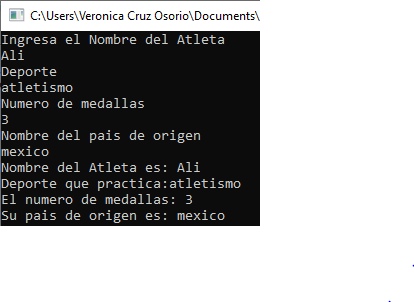 C:\Users\Veronica Cruz Osorio\Documents\
Ingresa el Nombre del Atleta
Ali
Deporte
atletismo
Numero de medallas
3
Nombre del pais de origen
mexico
Nombre del Atleta es: Ali
Deporte que practica:atletismo
El numero de medallas: 3
Su pais de origen es: mexico